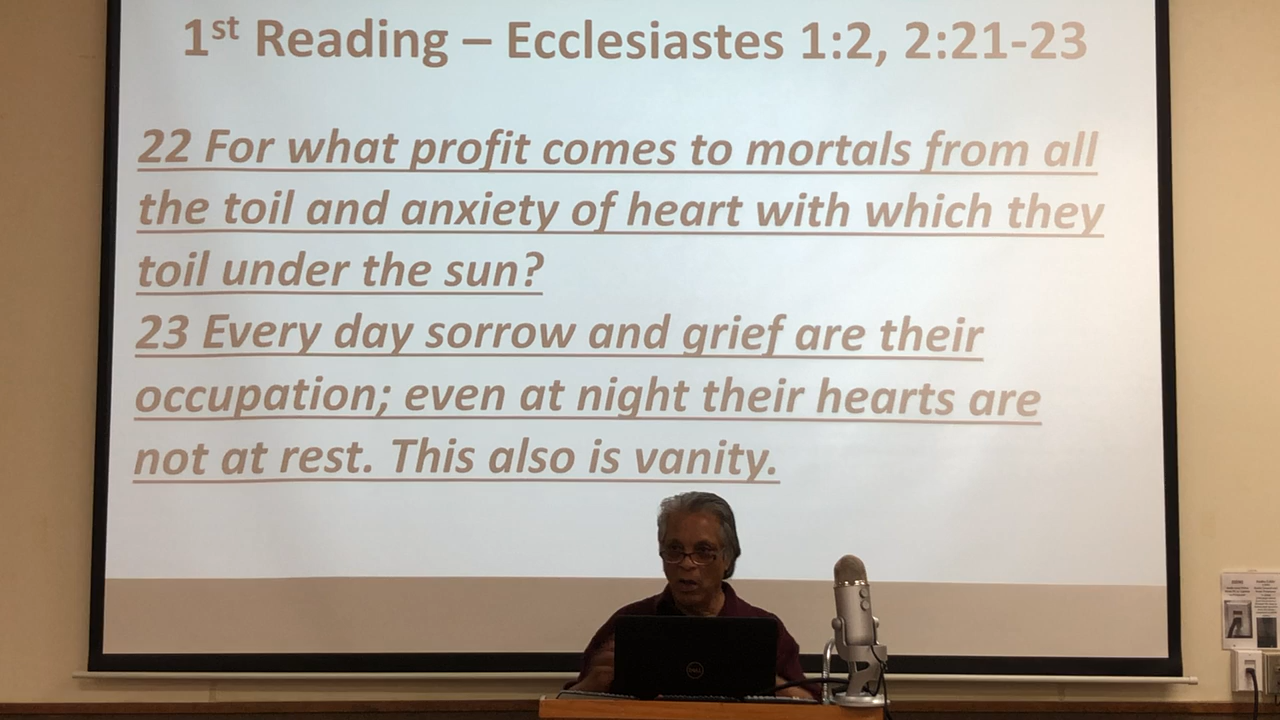 1st Reading – Ecclesiastes 1:2, 2:21-23
22 For what profit comes to mortals from all
the toil and anxiety of heart with which they
toil under the sun?
23 Every day sorrow and grief are their
occupation; even at night their hearts are
not at rest. This also is vanity.
DELL